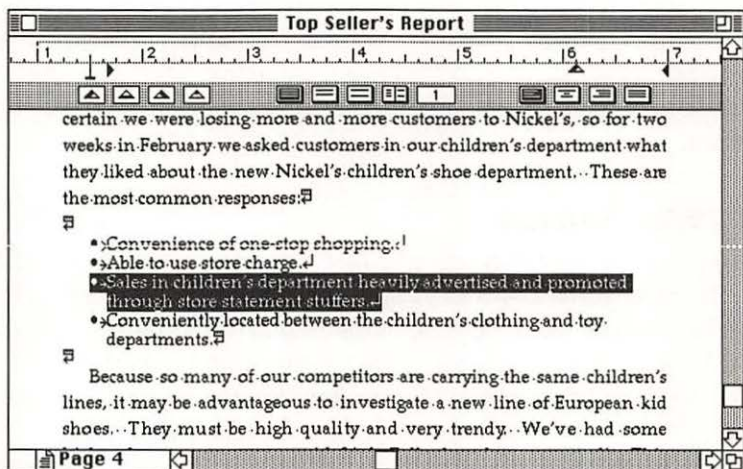 Top Seller's Report
1 2 3 4 5 6 7
1
certain we were losing more and more customers to Nickel's, so for two
weeks in February we asked customers in our children's department what
they liked about the new Nickel's children's shoe department. These are
the most common responses:
• Convenience of one-stop shopping.
• Able to use store charge.
• Sales in children's department heavily advertised and promoted
through store statement stuffers.
• Conveniently located between the children's clothing and toy
departments.
Because so many of our competitors are carrying the same children's
lines, it may be advantageous to investigate a new line of European kid
shoes. They must be high quality and very trendy. We've had some
Page 4